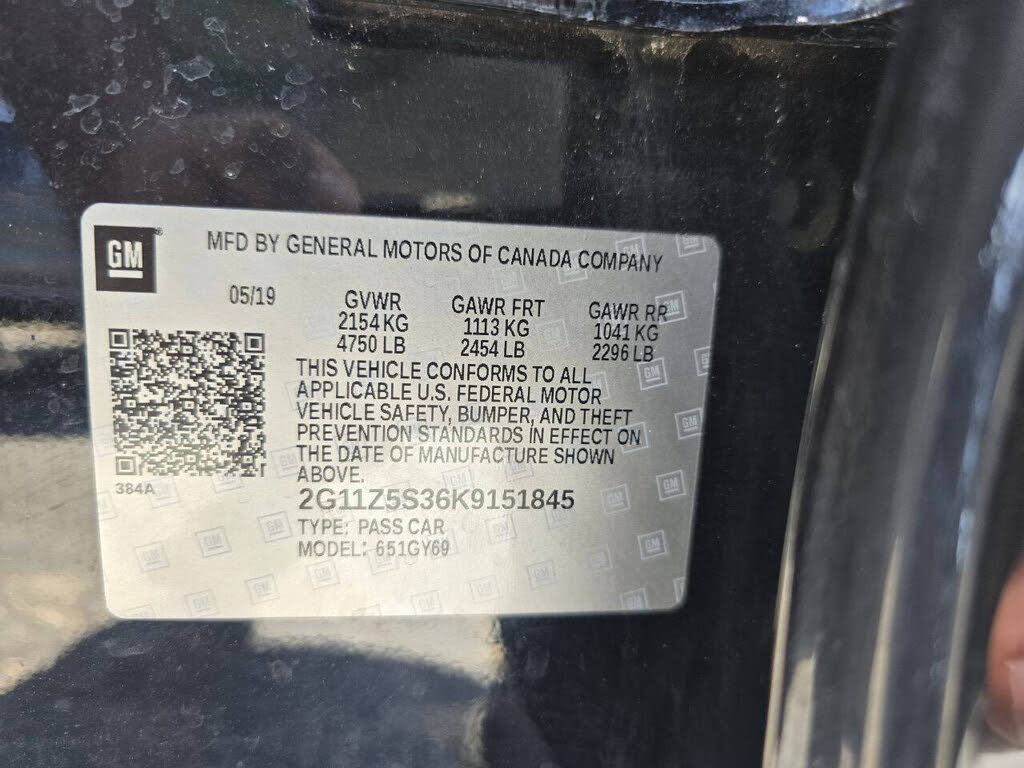 GM
MFD BY GENERAL MOTORS OF CANADA COMPANY
05/19
GVWR
2154 KG
4750 LB
GAWR FRT
1113 KG
2454 LB
GAWR RR
1041 KG
2296 LB
THIS VEHICLE CONFORMS TO ALL
APPLICABLE U.S. FEDERAL MOTOR
VEHICLE SAFETY, BUMPER, AND THEFT
PREVENTION STANDARDS IN EFFECT ON
THE DATE OF MANUFACTURE SHOWN
ABOVE.
384A
2G11Z5S36K9151845
TYPE: PASS CAR
MODEL: 651GY69